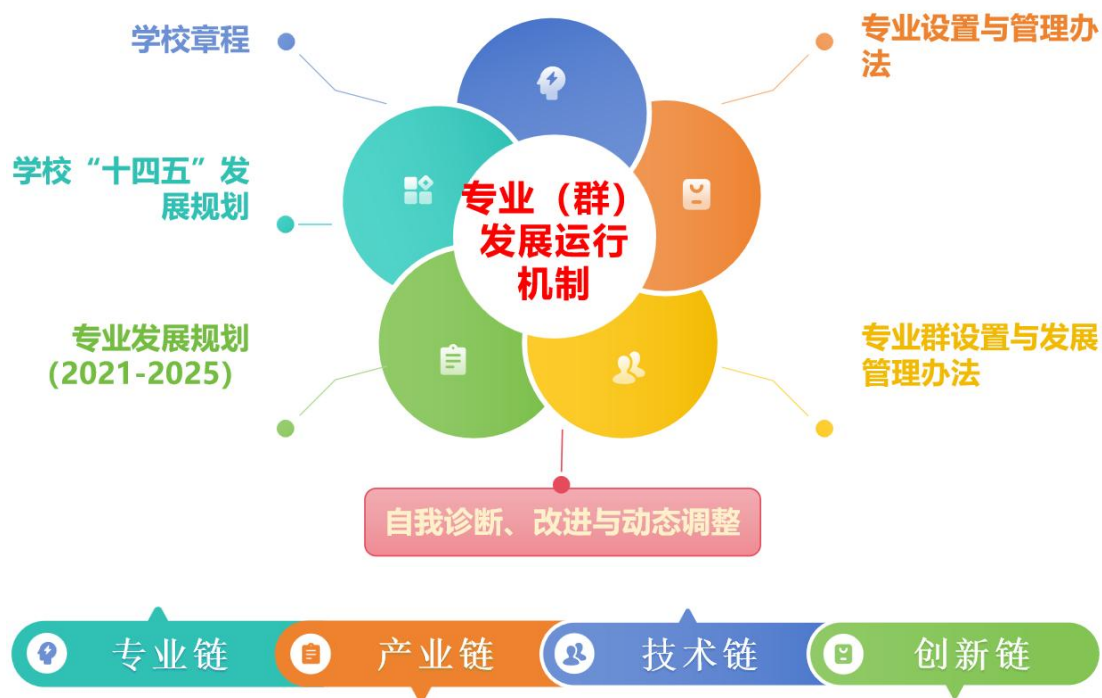 学校章程
专业设置与管理办
法
学校“十四五”发
展规划
专业（群）
发展运行
机制
专业发展规划
（2021-2025）
专业群设置与发展
管理办法
自我诊断、改进与动态调整
专业链
产业链
技术链
创新链